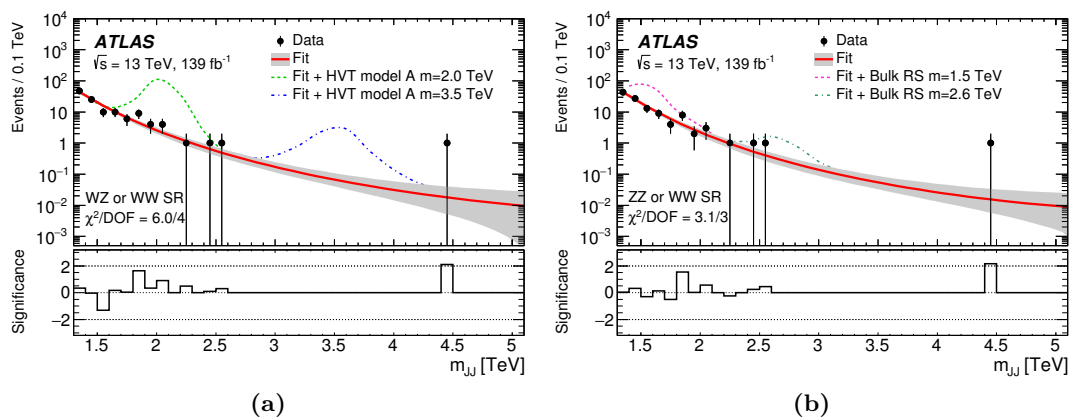 Events / 0.1 TeV
10⁴
10³
10²
10
1
10⁻¹
10⁻²
10⁻³
ATLAS
√s = 13 TeV, 139 fb⁻¹
Data
Fit
Fit + HVT model A m=2.0 TeV
Fit + HVT model A m=3.5 TeV
WZ or WW SR
χ²/DOF = 6.0/4
Significance
2
0
−2
1.5 2 2.5 3 3.5 4 4.5 5
m_JJ [TeV]
(a)
Events / 0.1 TeV
10⁴
10³
10²
10
1
10⁻¹
10⁻²
10⁻³
ATLAS
√s = 13 TeV, 139 fb⁻¹
Data
Fit
Fit + Bulk RS m=1.5 TeV
Fit + Bulk RS m=2.6 TeV
ZZ or WW SR
χ²/DOF = 3.1/3
Significance
2
0
−2
1.5 2 2.5 3 3.5 4 4.5 5
m_JJ [TeV]
(b)